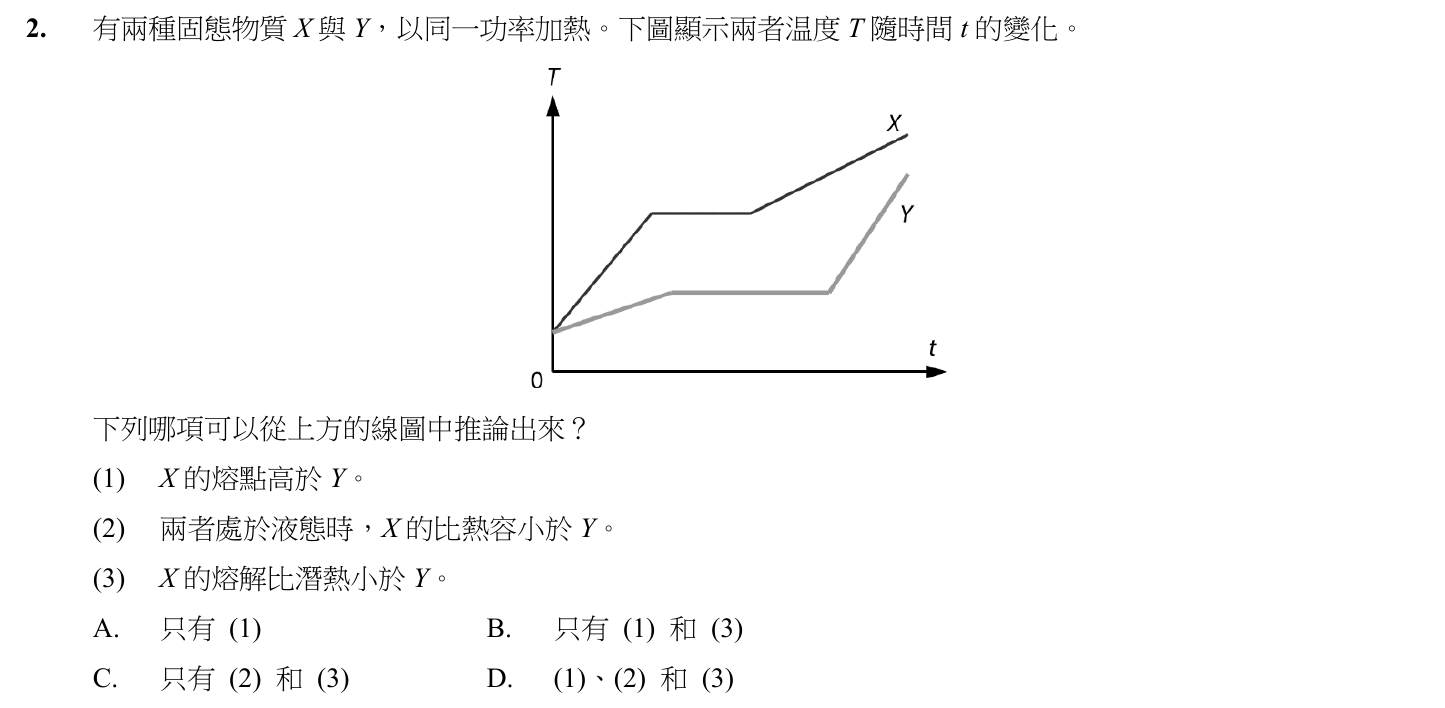 2. 有兩種固態物質 X 與 Y，以同一功率加熱。下圖顯示兩者溫度 T 隨時間 t 的變化。
T
X
Y
t
0
下列哪項可以從上方的線圖中推論出來？
(1) X 的熔點高於 Y。
(2) 兩者處於液態時，X 的比熱容小於 Y。
(3) X 的熔解比潛熱小於 Y。
A. 只有 (1) B. 只有 (1) 和 (3)
C. 只有 (2) 和 (3) D. (1)、(2) 和 (3)